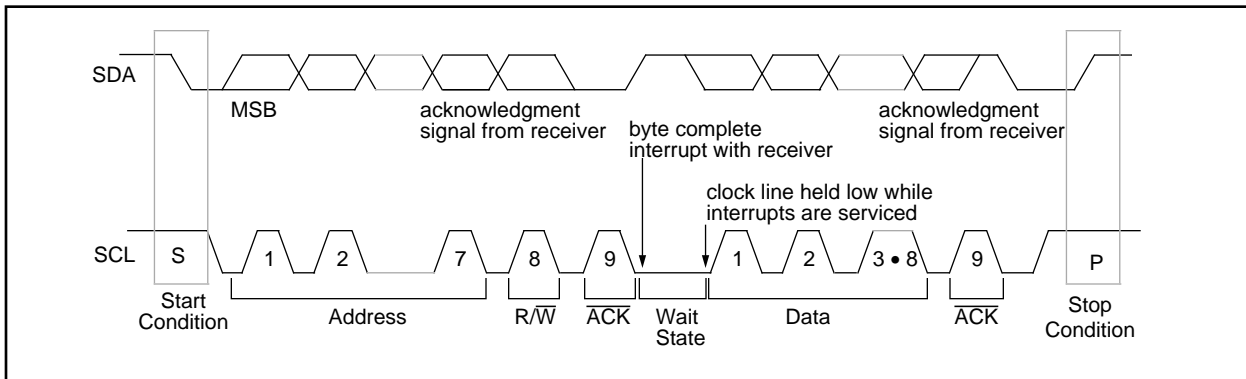 SDA
MSB
acknowledgment
signal from receiver
acknowledgment
signal from receiver
byte complete
interrupt with receiver
clock line held low while
interrupts are serviced
SCL
S
1
2
7
8
9
1
2
3 • 8
9
P
Start
Condition
Address
R/W̅
A̅C̅K̅
Wait
State
Data
A̅C̅K̅
Stop
Condition